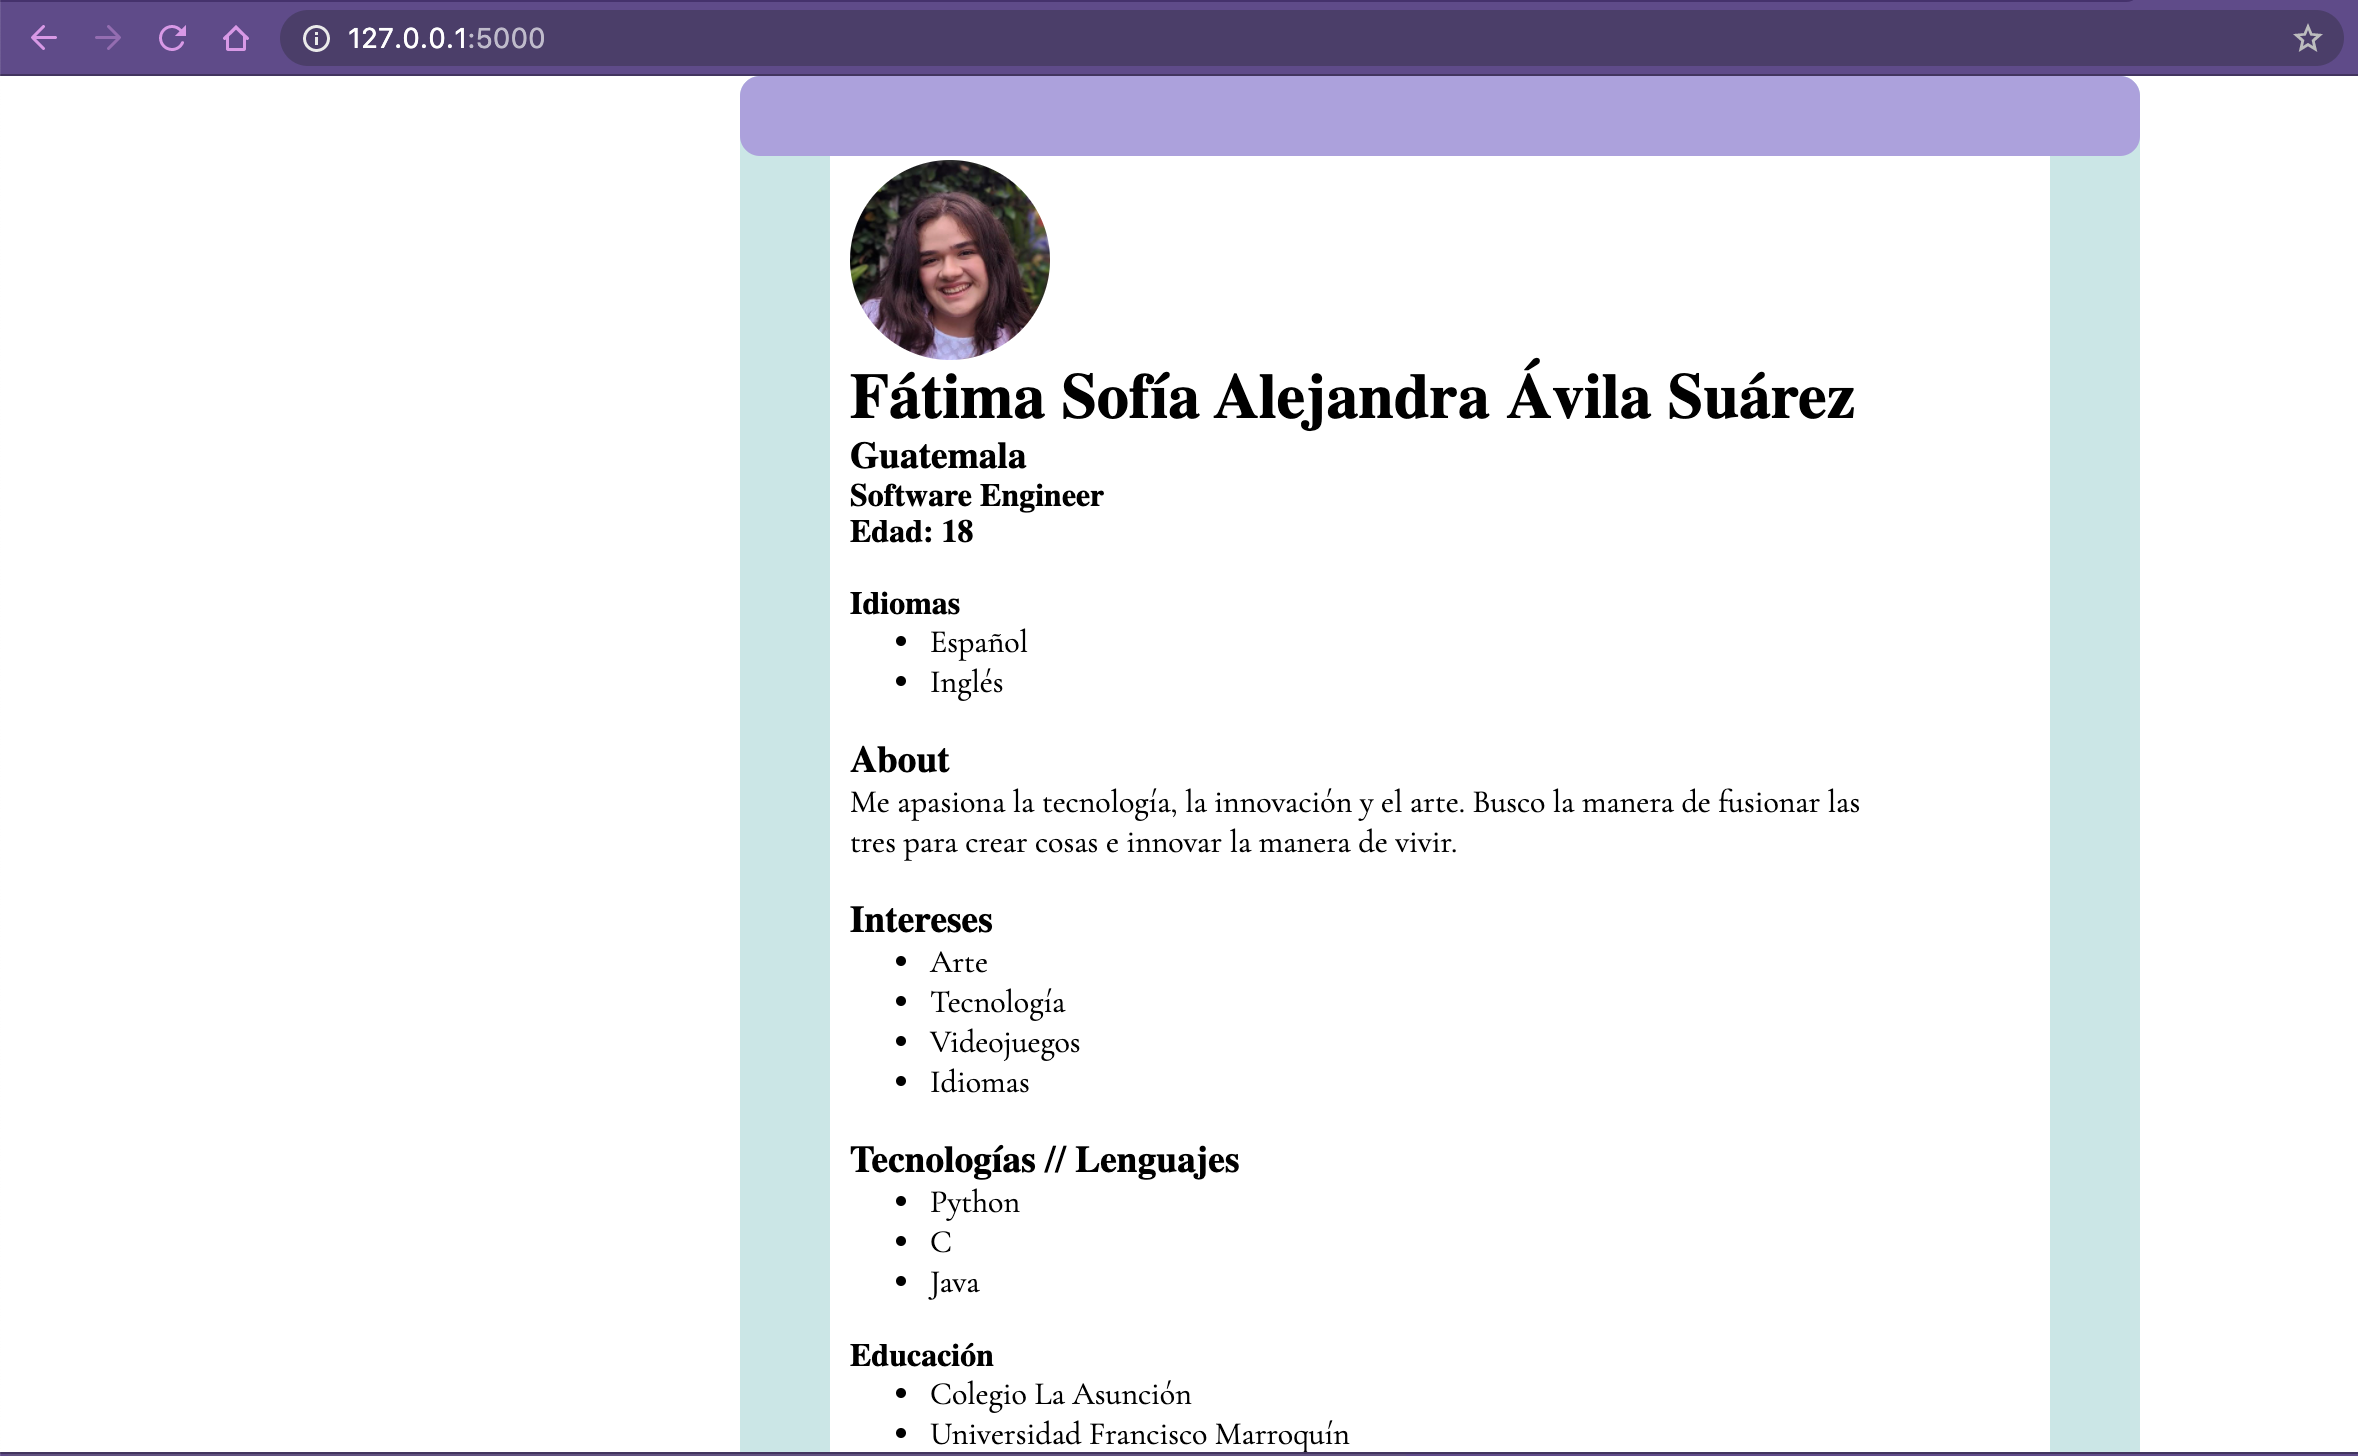 127.0.0.1:5000
Fátima Sofía Alejandra Ávila Suárez
Guatemala
Software Engineer
Edad: 18
Idiomas
• Español
• Inglés
About
Me apasiona la tecnología, la innovación y el arte. Busco la manera de fusionar las
tres para crear cosas e innovar la manera de vivir.
Intereses
• Arte
• Tecnología
• Videojuegos
• Idiomas
Tecnologías // Lenguajes
• Python
• C
• Java
Educación
• Colegio La Asunción
• Universidad Francisco Marroquín